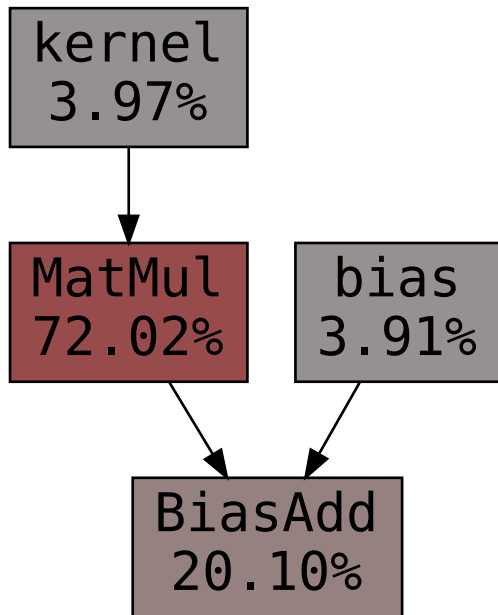 kernel
3.97%
MatMul
72.02%
bias
3.91%
BiasAdd
20.10%